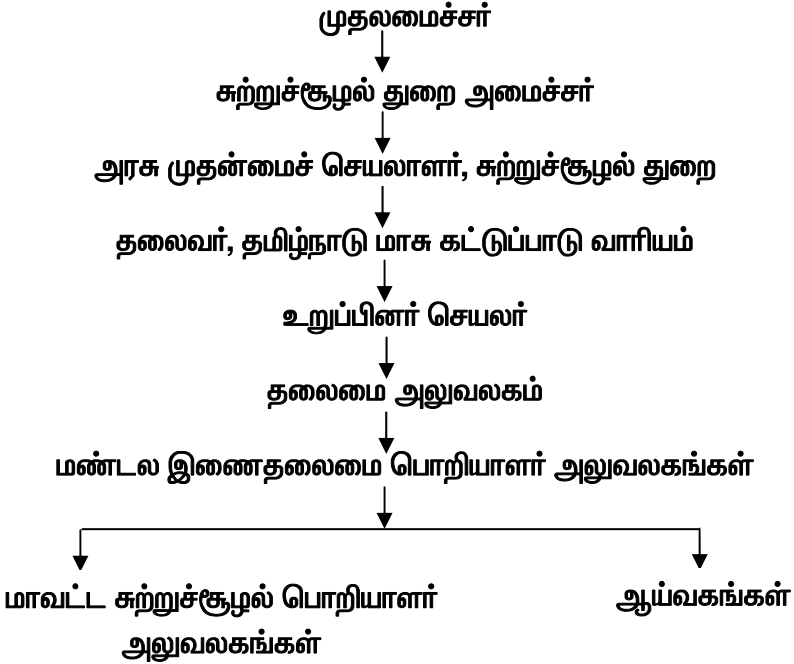 முதலமைச்சர்
சுற்றுச்சூழல் துறை அமைச்சர்
அரசு முதன்மைச் செயலாளர், சுற்றுச்சூழல் துறை
தலைவர், தமிழ்நாடு மாசு கட்டுப்பாடு வாரியம்
உறுப்பினர் செயலர்
தலைமை அலுவலகம்
மண்டல இணைதலைமை பொறியாளர் அலுவலகங்கள்
மாவட்ட சுற்றுச்சூழல் பொறியாளர்
அலுவலகங்கள்
ஆய்வகங்கள்